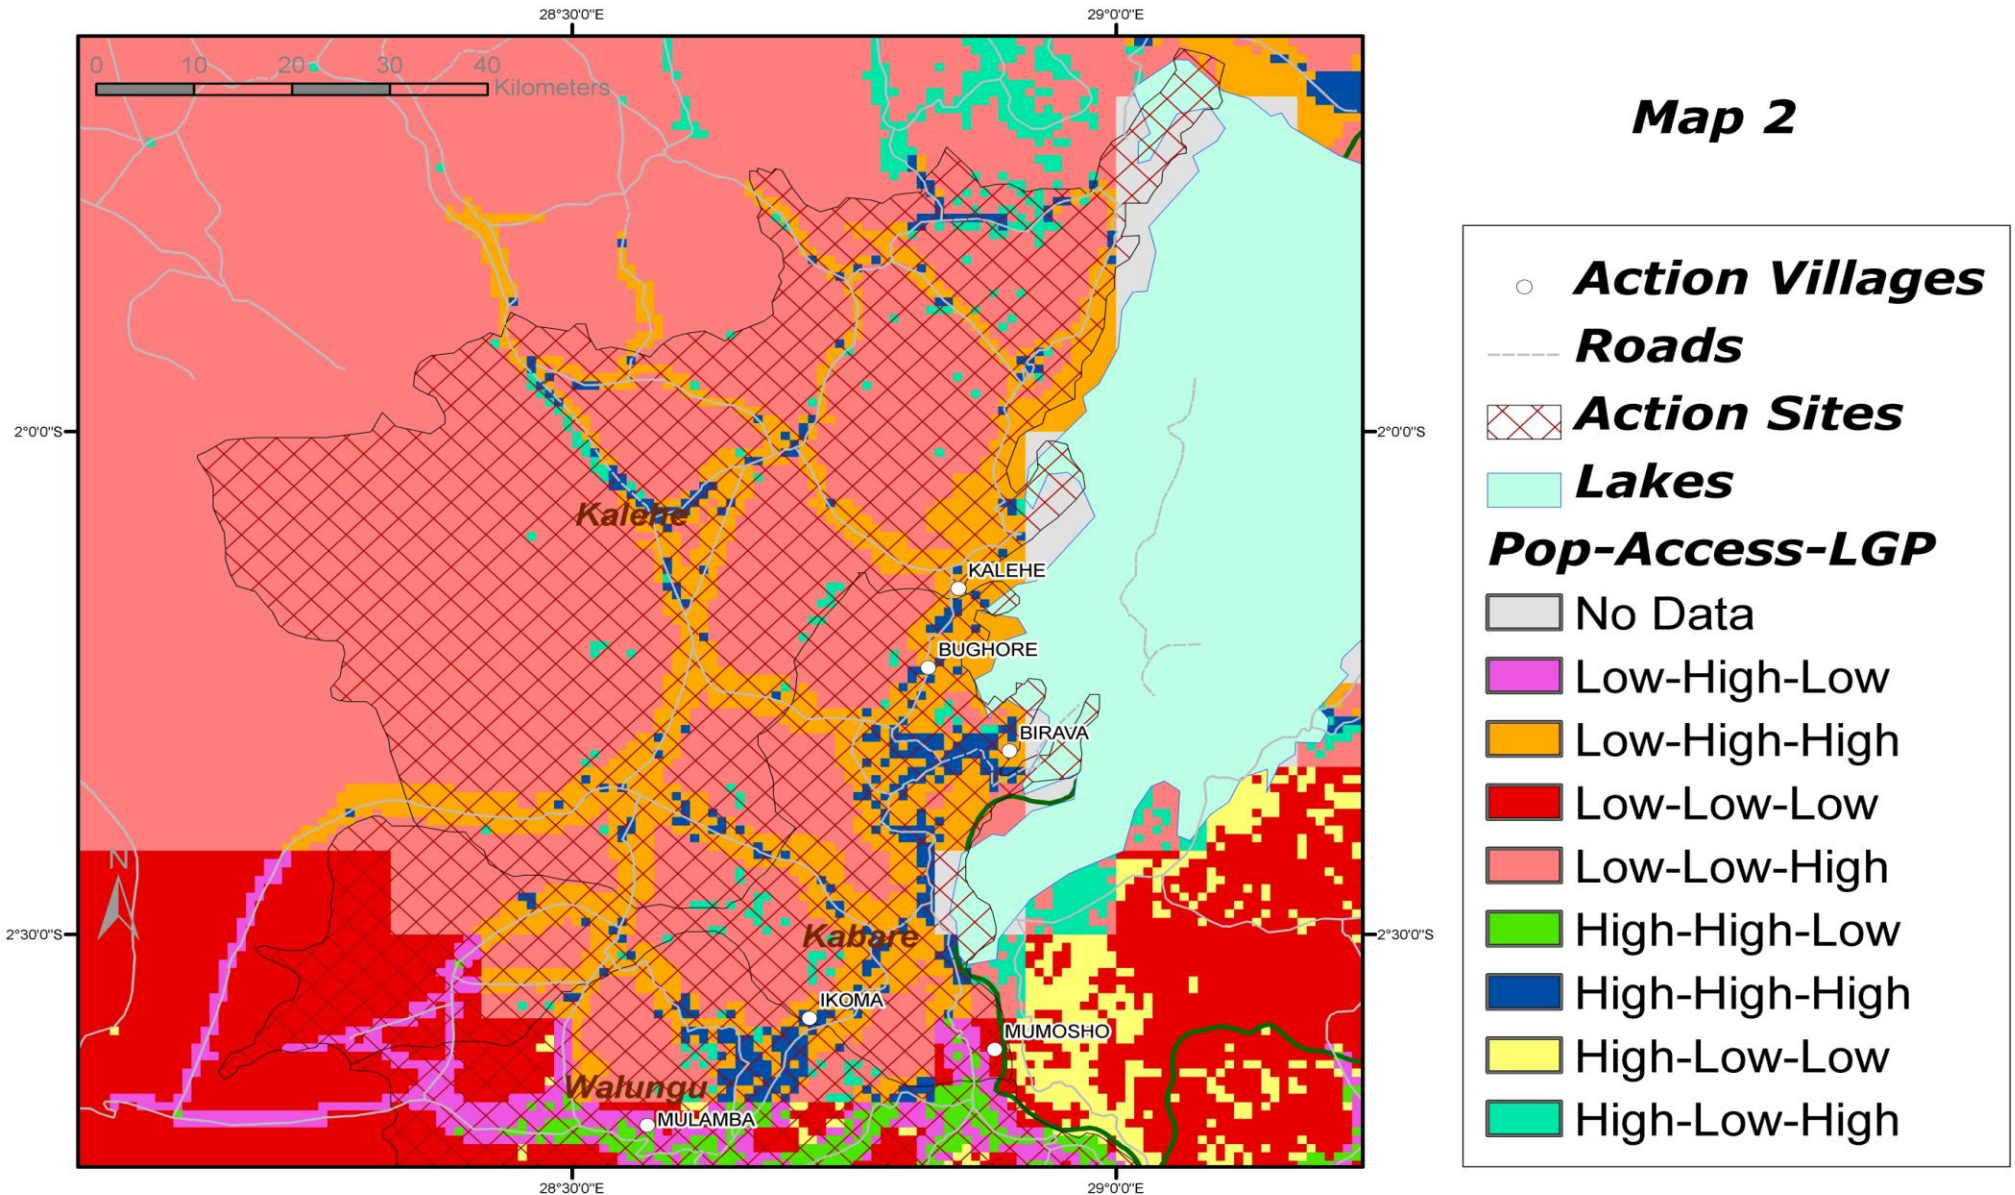 28°30'0"E
29°0'0"E
0 10 20 30 40
Kilometers
Map 2
2°0'0"S
2°0'0"S
Kalehe
KALEHE
BUGHORE
BIRAVA
N
2°30'0"S
2°30'0"S
Kabare
IKOMA
MUMOSHO
Walungu
MULAMBA
28°30'0"E
29°0'0"E
Action Villages
Roads
Action Sites
Lakes
Pop-Access-LGP
No Data
Low-High-Low
Low-High-High
Low-Low-Low
Low-Low-High
High-High-Low
High-High-High
High-Low-Low
High-Low-High